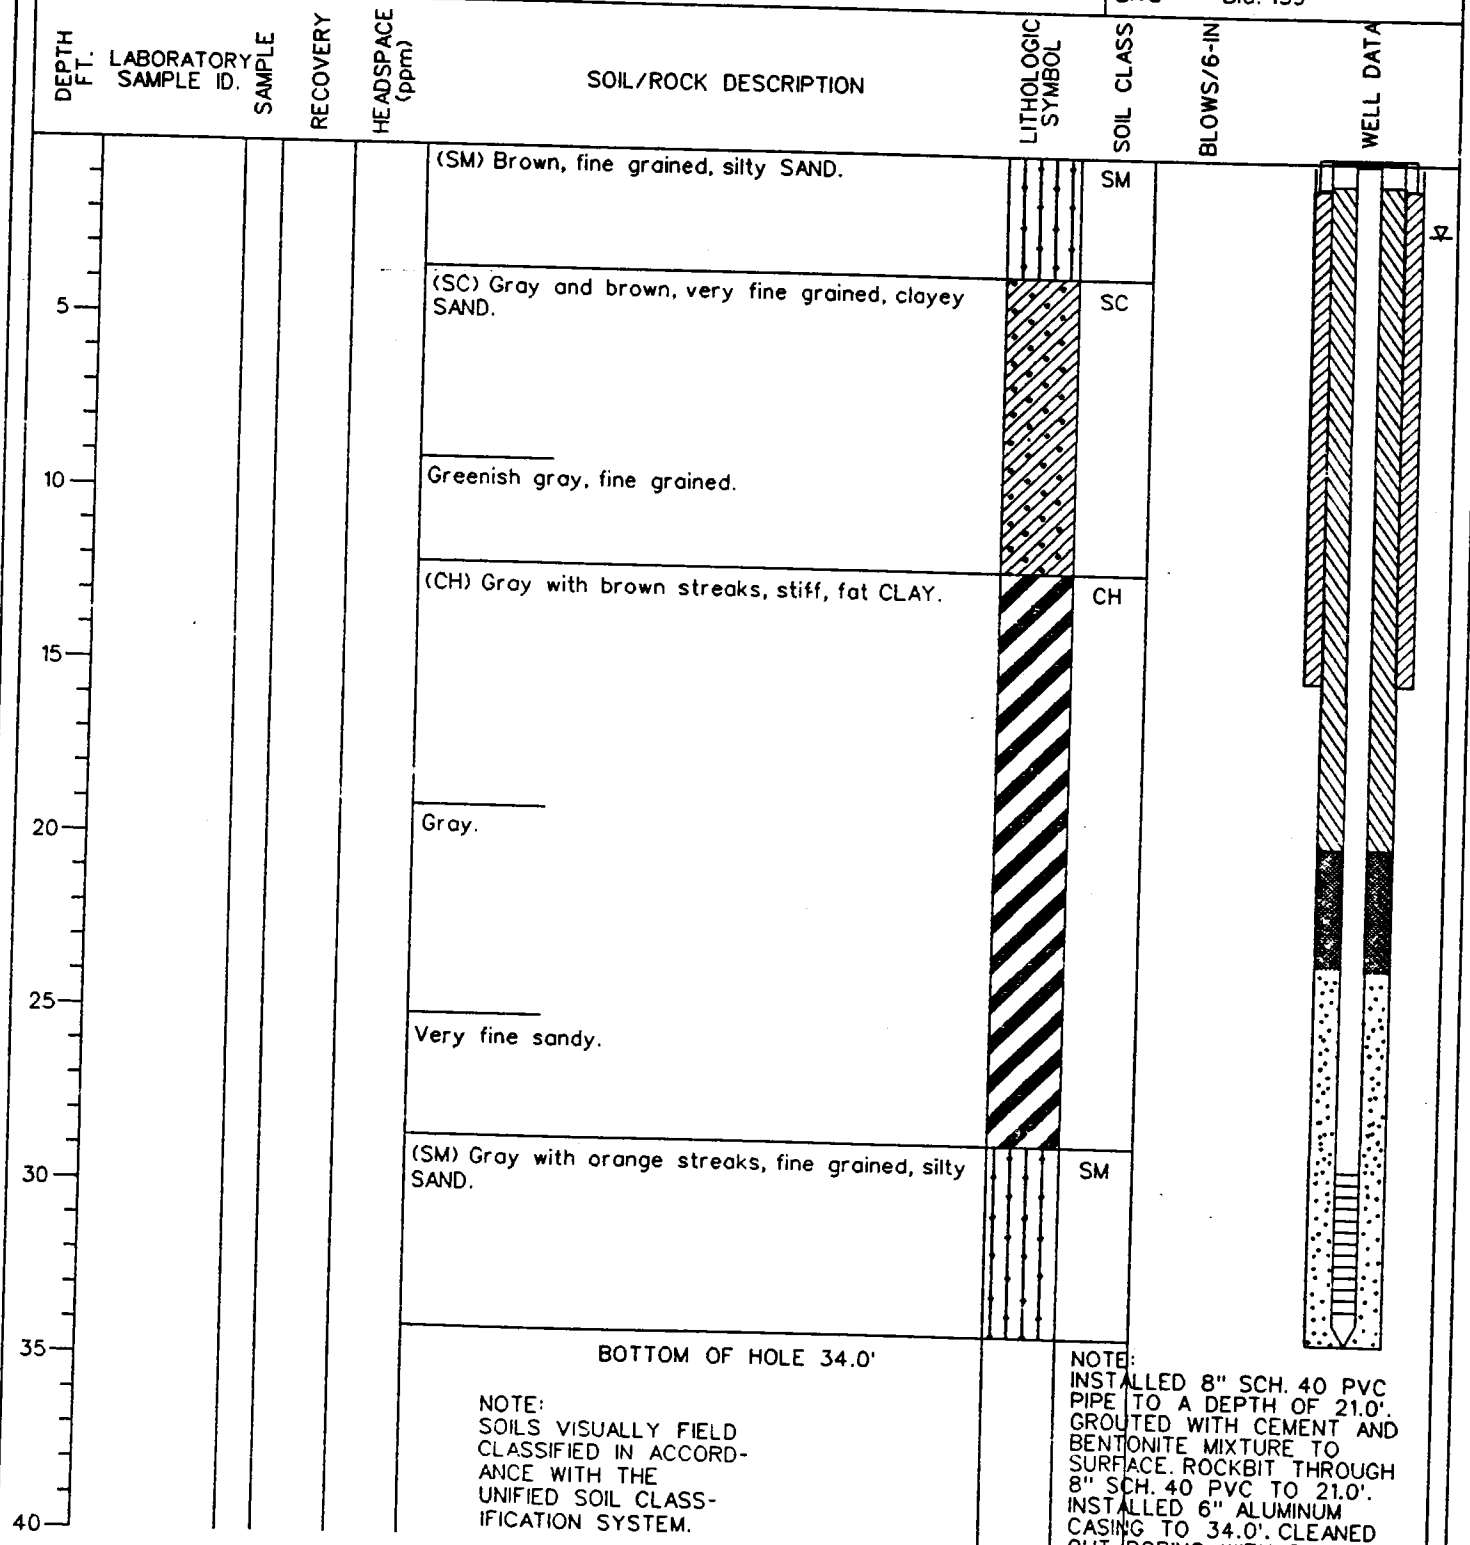 DEPTH
FT.
LABORATORY
SAMPLE ID.
SAMPLE
RECOVERY
HEADSPACE
(ppm)
SOIL/ROCK DESCRIPTION
LITHOLOGIC
SYMBOL
SOIL CLASS
BLOWS/6-IN
WELL DATA
(SM) Brown, fine grained, silty SAND.
SM
5
(SC) Gray and brown, very fine grained, clayey
SAND.
SC
10
Greenish gray, fine grained.
(CH) Gray with brown streaks, stiff, fat CLAY.
CH
15
20
Gray.
25
Very fine sandy.
30
(SM) Gray with orange streaks, fine grained, silty
SAND.
SM
35
BOTTOM OF HOLE 34.0'
NOTE:
SOILS VISUALLY FIELD
CLASSIFIED IN ACCORD-
ANCE WITH THE
UNIFIED SOIL CLASS-
IFICATION SYSTEM.
NOTE:
INSTALLED 8" SCH. 40 PVC
PIPE TO A DEPTH OF 21.0'.
GROUTED WITH CEMENT AND
BENTONITE MIXTURE TO
SURFACE. ROCKBIT THROUGH
8" SCH. 40 PVC TO 21.0'.
INSTALLED 6" ALUMINUM
CASING TO 34.0'. CLEANED
40